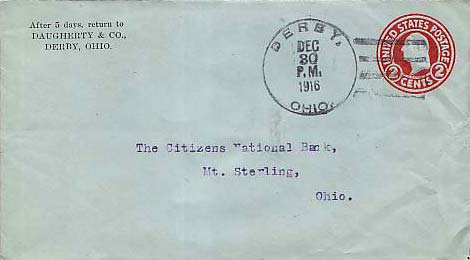 After 5 days, return to
DAUGHERTY & CO.,
DERBY, OHIO.
DERBY,
DEC
30
P.M.
1916
OHIO.
UNITED STATES POSTAGE
2 CENTS 2
The Citizens National Bank,
Mt. Sterling,
Ohio.